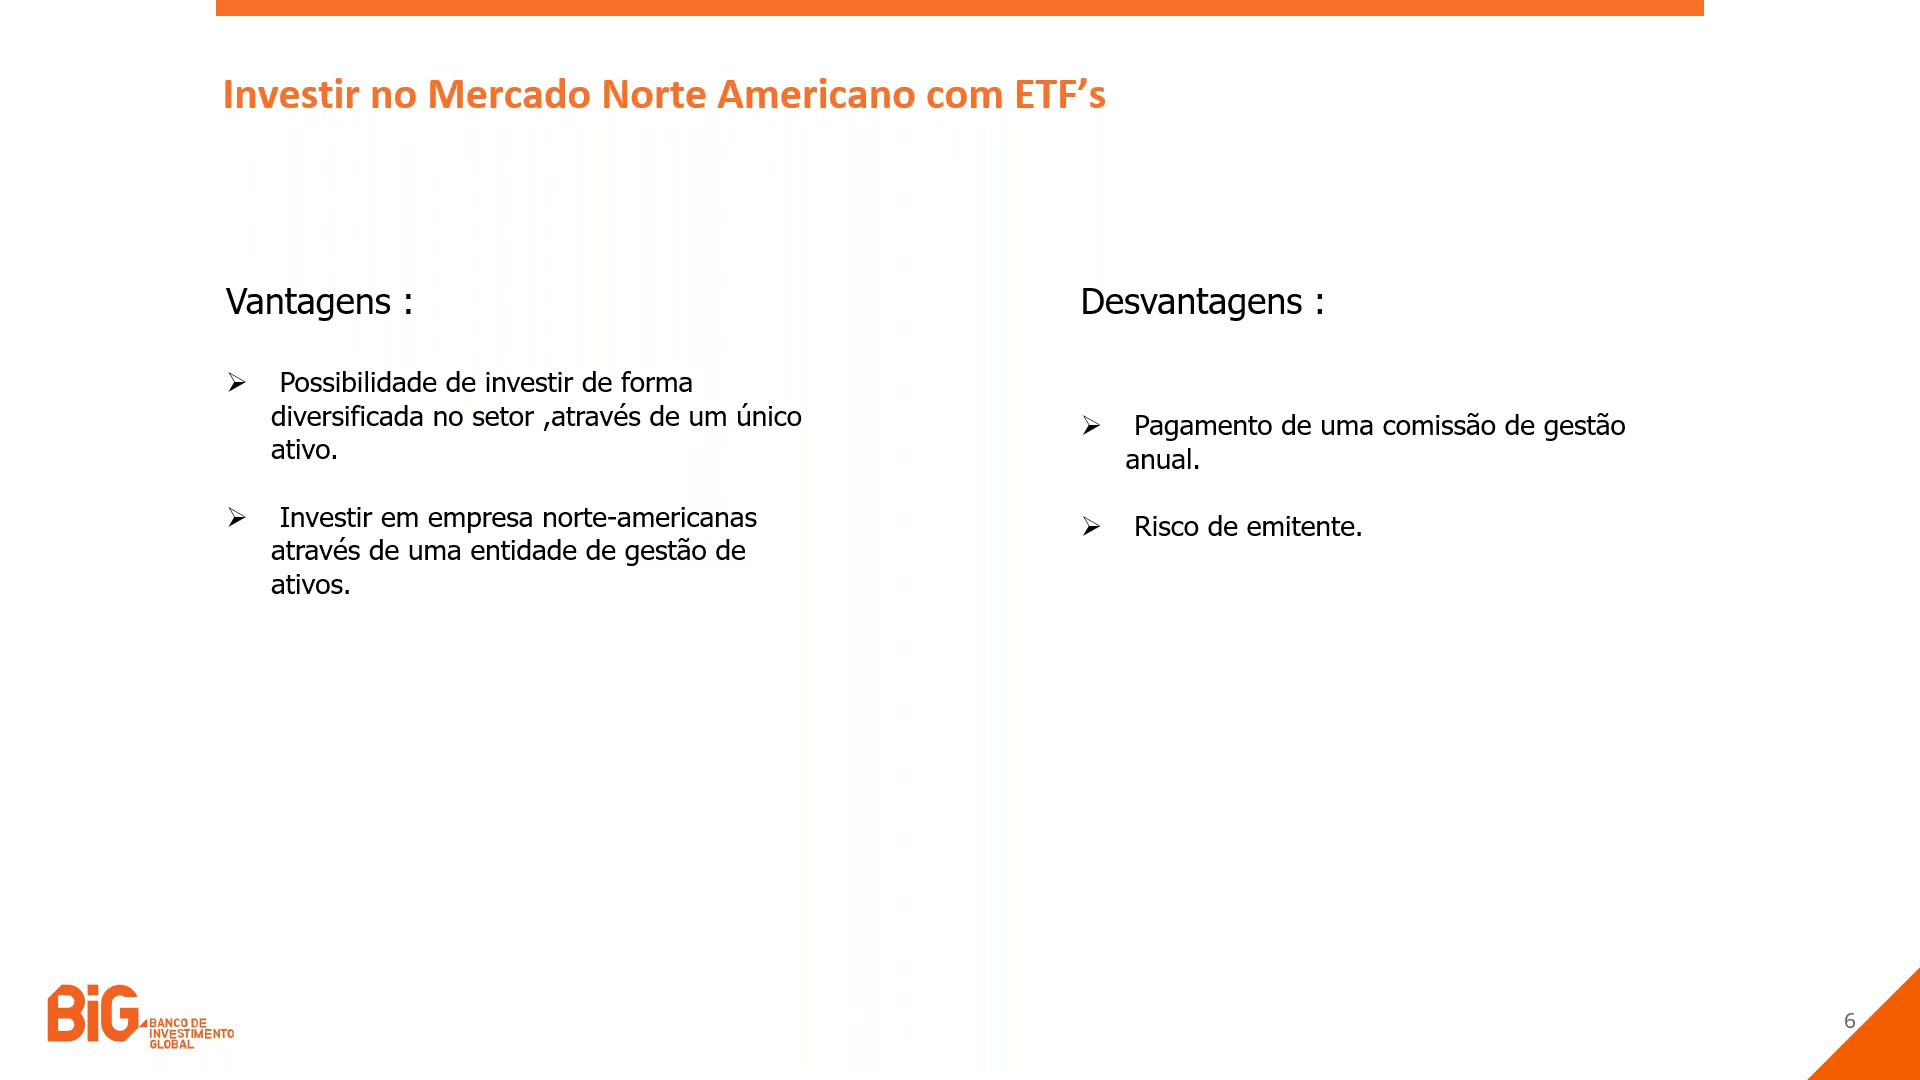 Investir no Mercado Norte Americano com ETF’s
Vantagens :
➢ Possibilidade de investir de forma
diversificada no setor ,através de um único
ativo.
➢ Investir em empresa norte-americanas
através de uma entidade de gestão de
ativos.
Desvantagens :
➢ Pagamento de uma comissão de gestão
anual.
➢ Risco de emitente.
BiG
BANCO DE
INVESTIMENTO
GLOBAL
6